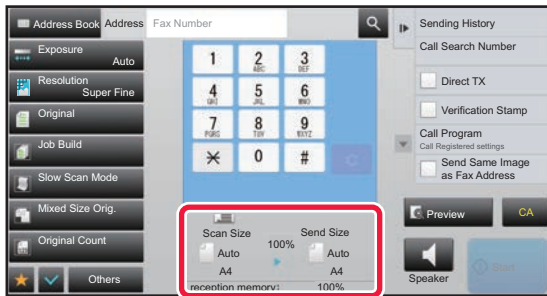 Address Book Address Fax Number
Exposure
Auto
Resolution
Super Fine
Original
Job Build
Slow Scan Mode
Mixed Size Orig.
Original Count
Others
1 2 3
ABC DEF
4 5 6
GHI JKL MNO
7 8 9
PQRS TUV WXYZ
0 #
C
Scan Size 100% Send Size
Auto Auto
A4 A4
reception memory: 100%
Sending History
Call Search Number
Direct TX
Verification Stamp
Call Program
Call Registered settings
Send Same Image
as Fax Address
Preview CA
Speaker Start